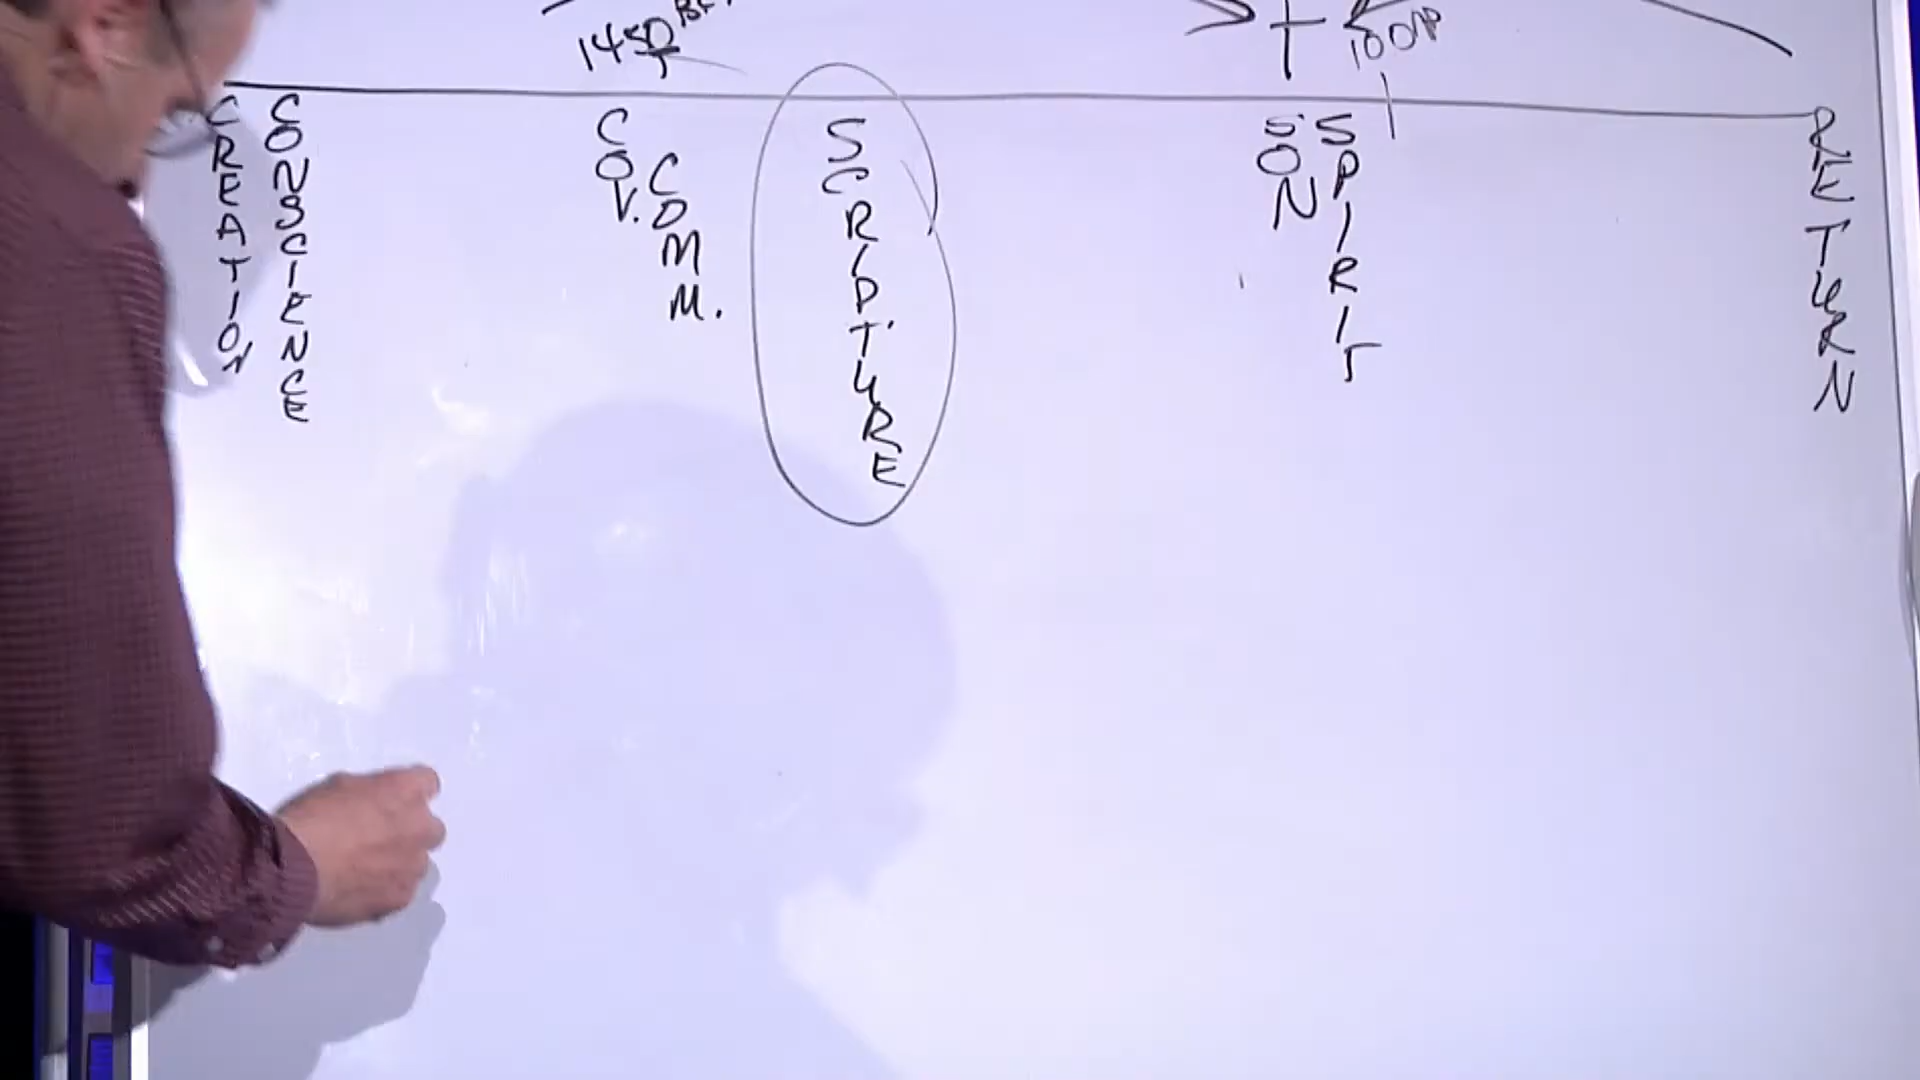 1450 BC
100 AD
CREATION
CONSCIENCE
COV.
COMM.
SCRIPTURE
SON
SPIRIT
RETURN